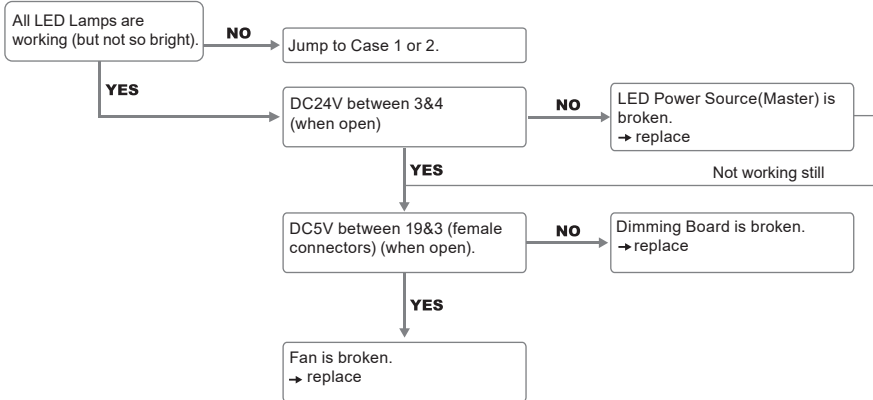 All LED Lamps are
working (but not so bright).
NO
Jump to Case 1 or 2.
YES
DC24V between 3&4
(when open)
NO
LED Power Source(Master) is
broken.
→ replace
YES
Not working still
DC5V between 19&3 (female
connectors) (when open).
NO
Dimming Board is broken.
→replace
YES
Fan is broken.
→ replace